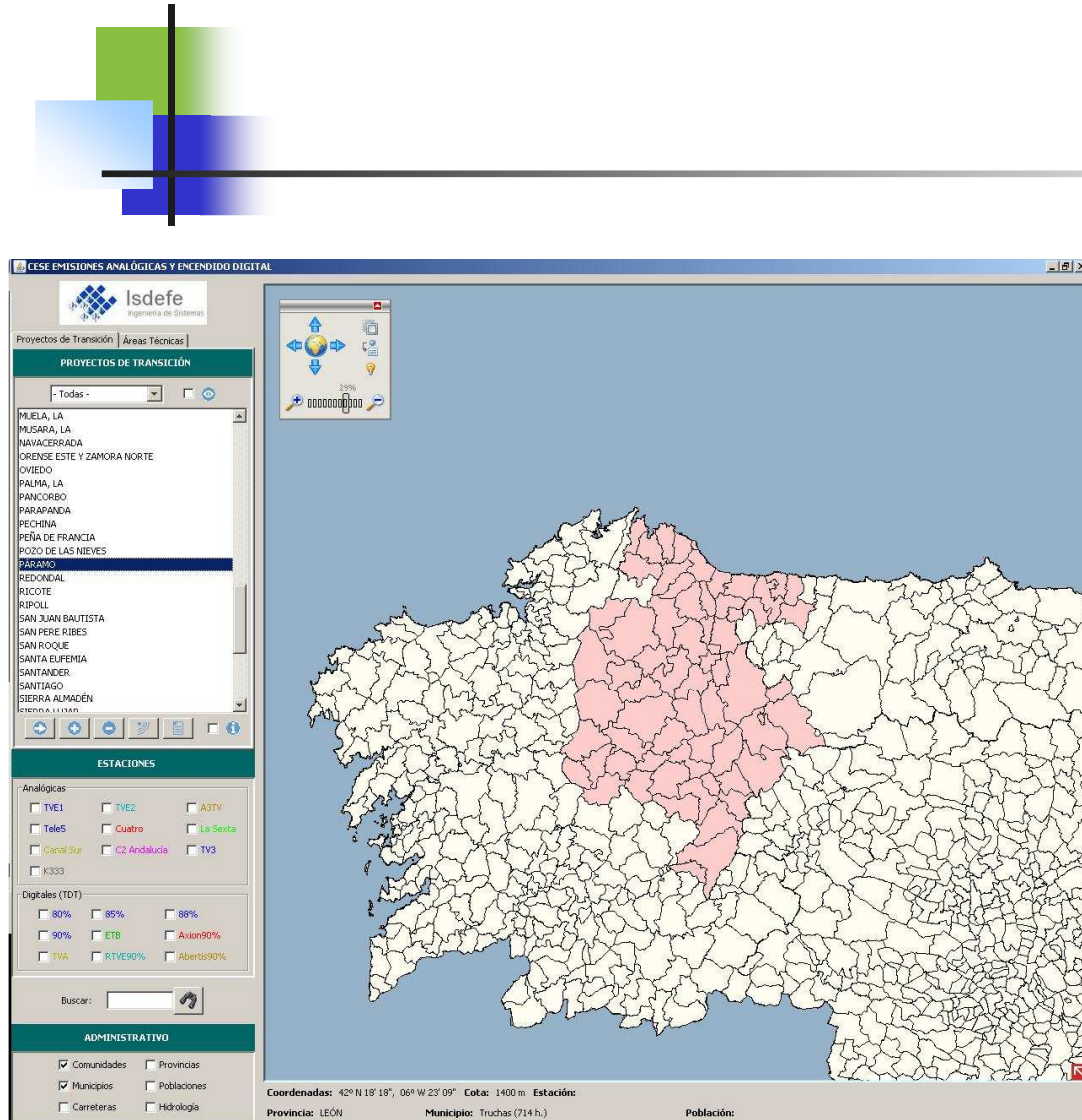 CESE EMISIONES ANALÓGICAS Y ENCENDIDO DIGITAL
Isdefe
Ingeniería de Sistemas
Proyectos de Transición Áreas Técnicas
PROYECTOS DE TRANSICIÓN
- Todas -
MUELA, LA
MUSARA, LA
NAVACERRADA
ORENSE ESTE Y ZAMORA NORTE
OVIEDO
PALMA, LA
PANCORBO
PARAPANDA
PECHINA
PEÑA DE FRANCIA
POZO DE LAS NIEVES
PÁRAMO
REDONDAL
RICOTE
RIPOLL
SAN JUAN BAUTISTA
SAN PERE RIBES
SAN ROQUE
SANTA EUFEMIA
SANTANDER
SANTIAGO
SIERRA ALMADÉN
SIERRA LUJAR
ESTACIONES
Analógicas
TVE1 TVE2 A3TV
Tele5 Cuatro La Sexta
Canal Sur C2 Andalucía TV3
K333
Digitales (TDT)
80% 85% 88%
90% ETB Axion90%
TVA RTVE90% Abertis90%
Buscar:
ADMINISTRATIVO
Comunidades Provincias
Municipios Poblaciones
Carreteras Hidrología
29%
Coordenadas: 42º N 18' 18", 06º W 23' 09" Cota: 1400 m Estación:
Provincia: LEÓN Municipio: Truchas (714 h.) Población: